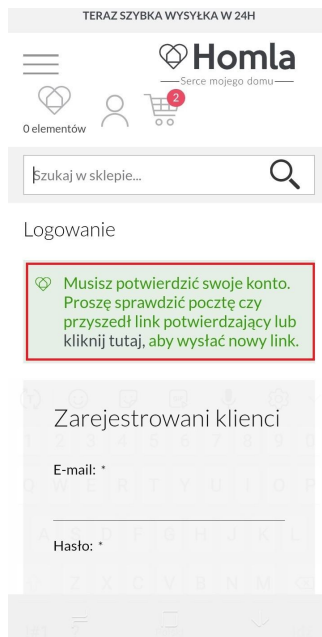 TERAZ SZYBKA WYSYŁKA W 24H
Homla
Serce mojego domu
2
0 elementów
Szukaj w sklepie...
Logowanie
Musisz potwierdzić swoje konto.
Proszę sprawdzić pocztę czy
przyszedł link potwierdzający lub
kliknij tutaj, aby wysłać nowy link.
Zarejestrowani klienci
E-mail: *
Hasło: *